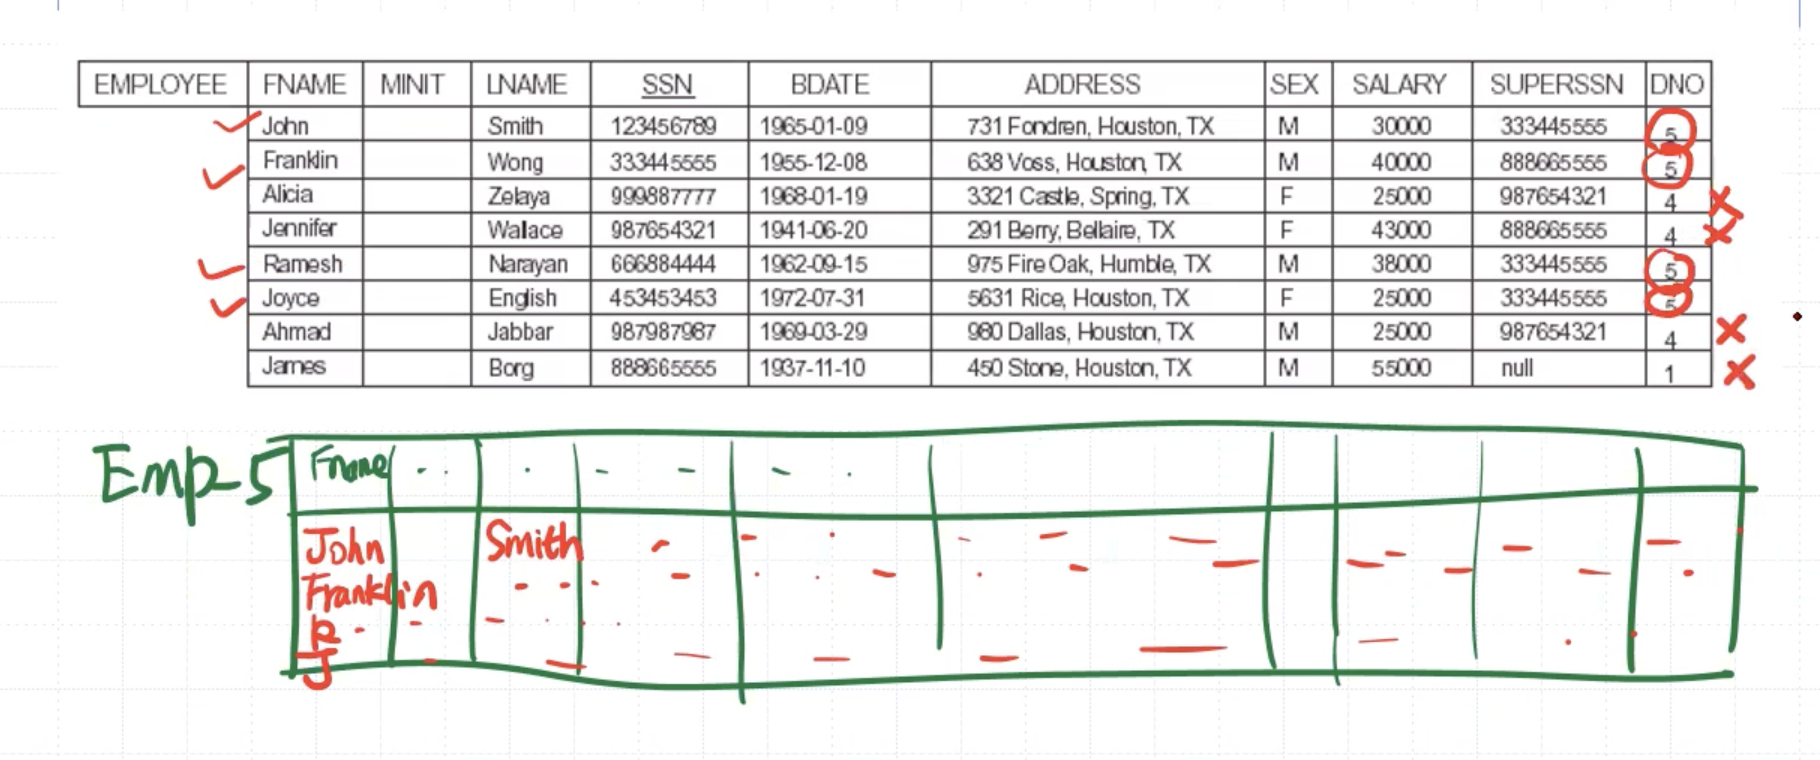 EMPLOYEE FNAME MINIT LNAME SSN BDATE ADDRESS SEX SALARY SUPERSSN DNO
John Smith 123456789 1965-01-09 731 Fondren, Houston, TX M 30000 333445555 5
Franklin Wong 333445555 1955-12-08 638 Voss, Houston, TX M 40000 888665555 5
Alicia Zelaya 999887777 1968-01-19 3321 Castle, Spring, TX F 25000 987654321 4
Jennifer Wallace 987654321 1941-06-20 291 Berry, Bellaire, TX F 43000 888665555 4
Ramesh Narayan 666884444 1962-09-15 975 Fire Oak, Humble, TX M 38000 333445555 5
Joyce English 453453453 1972-07-31 5631 Rice, Houston, TX F 25000 333445555 5
Ahmad Jabbar 987987987 1969-03-29 980 Dallas, Houston, TX M 25000 987654321 4
James Borg 888665555 1937-11-10 450 Stone, Houston, TX M 55000 null 1
Emp_5 Fname
John Smith
Franklin
R
J